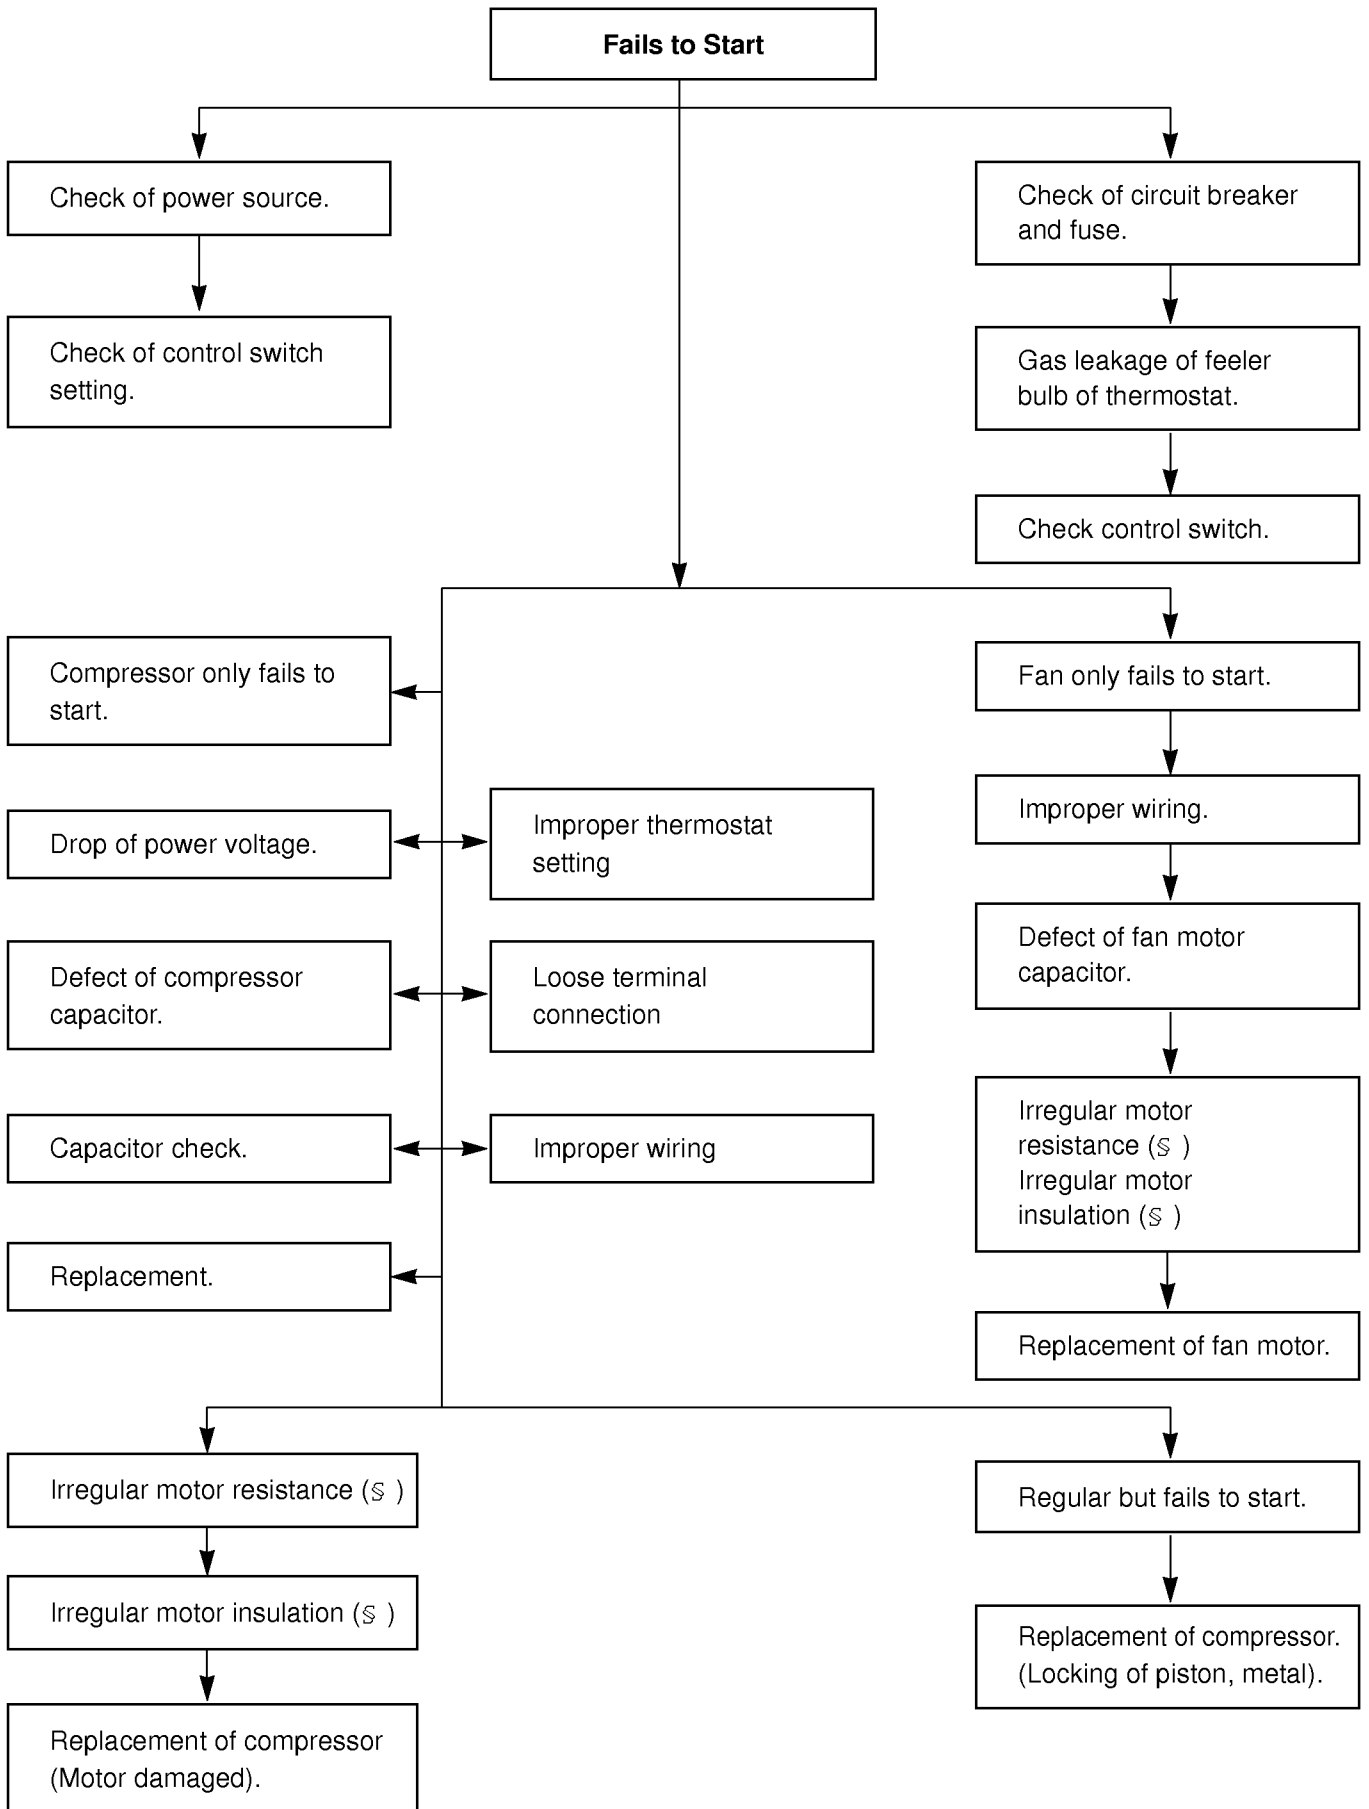 Fails to Start
Check of power source.
Check of circuit breaker
and fuse.
Check of control switch
setting.
Gas leakage of feeler
bulb of thermostat.
Check control switch.
Compressor only fails to
start.
Fan only fails to start.
Drop of power voltage.
Improper thermostat
setting
Improper wiring.
Defect of compressor
capacitor.
Loose terminal
connection
Defect of fan motor
capacitor.
Capacitor check.
Improper wiring
Irregular motor
resistance (§ )
Irregular motor
insulation (§ )
Replacement.
Replacement of fan motor.
Irregular motor resistance (§ )
Regular but fails to start.
Irregular motor insulation (§ )
Replacement of compressor.
(Locking of piston, metal).
Replacement of compressor
(Motor damaged).